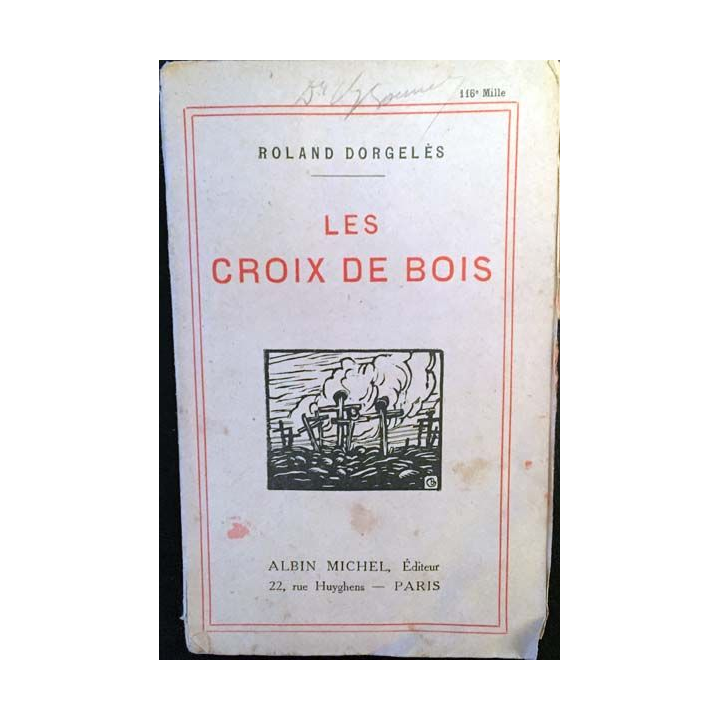 116e Mille
ROLAND DORGELÈS
LES
CROIX DE BOIS
ALBIN MICHEL, Éditeur
22, rue Huyghens — PARIS